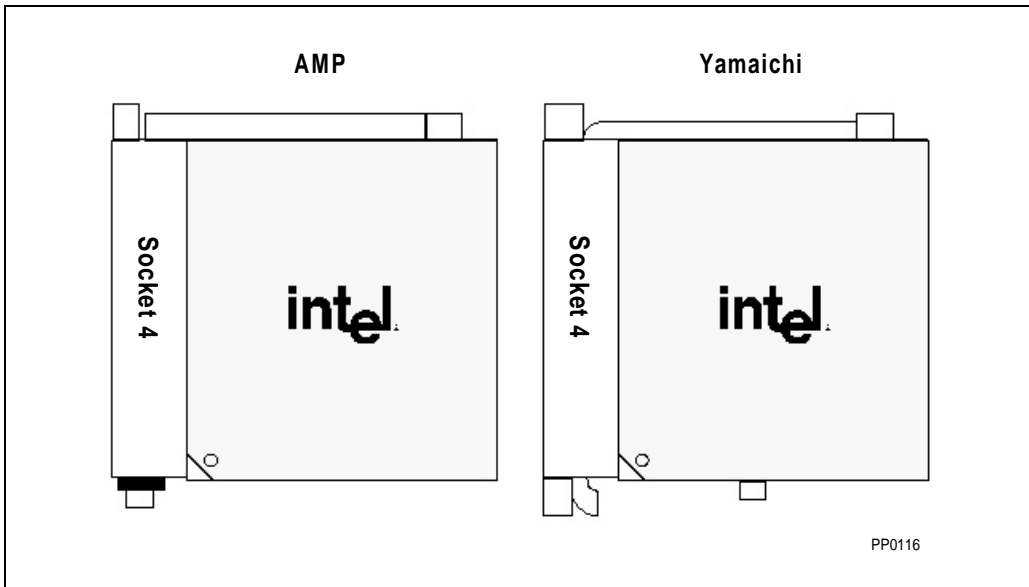 AMP
Yamaichi
Socket 4
intel.
Socket 4
intel.
PP0116